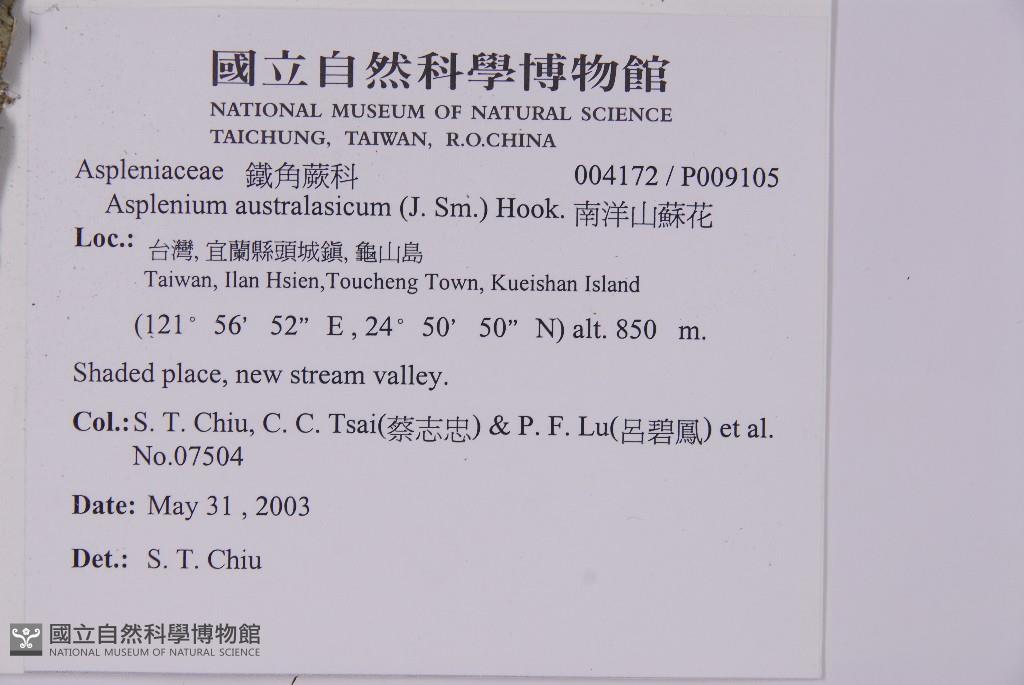 國立自然科學博物館
NATIONAL MUSEUM OF NATURAL SCIENCE
TAICHUNG, TAIWAN, R.O.CHINA
Aspleniaceae 鐵角蕨科 004172 / P009105
Asplenium australasicum (J. Sm.) Hook. 南洋山蘇花
Loc.: 台灣, 宜蘭縣頭城鎮, 龜山島
Taiwan, Ilan Hsien,Toucheng Town, Kueishan Island
(121° 56’ 52” E , 24° 50’ 50” N) alt. 850 m.
Shaded place, new stream valley.
Col.: S. T. Chiu, C. C. Tsai(蔡志忠) & P. F. Lu(呂碧鳳) et al.
No.07504
Date: May 31 , 2003
Det.: S. T. Chiu
國立自然科學博物館
NATIONAL MUSEUM OF NATURAL SCIENCE